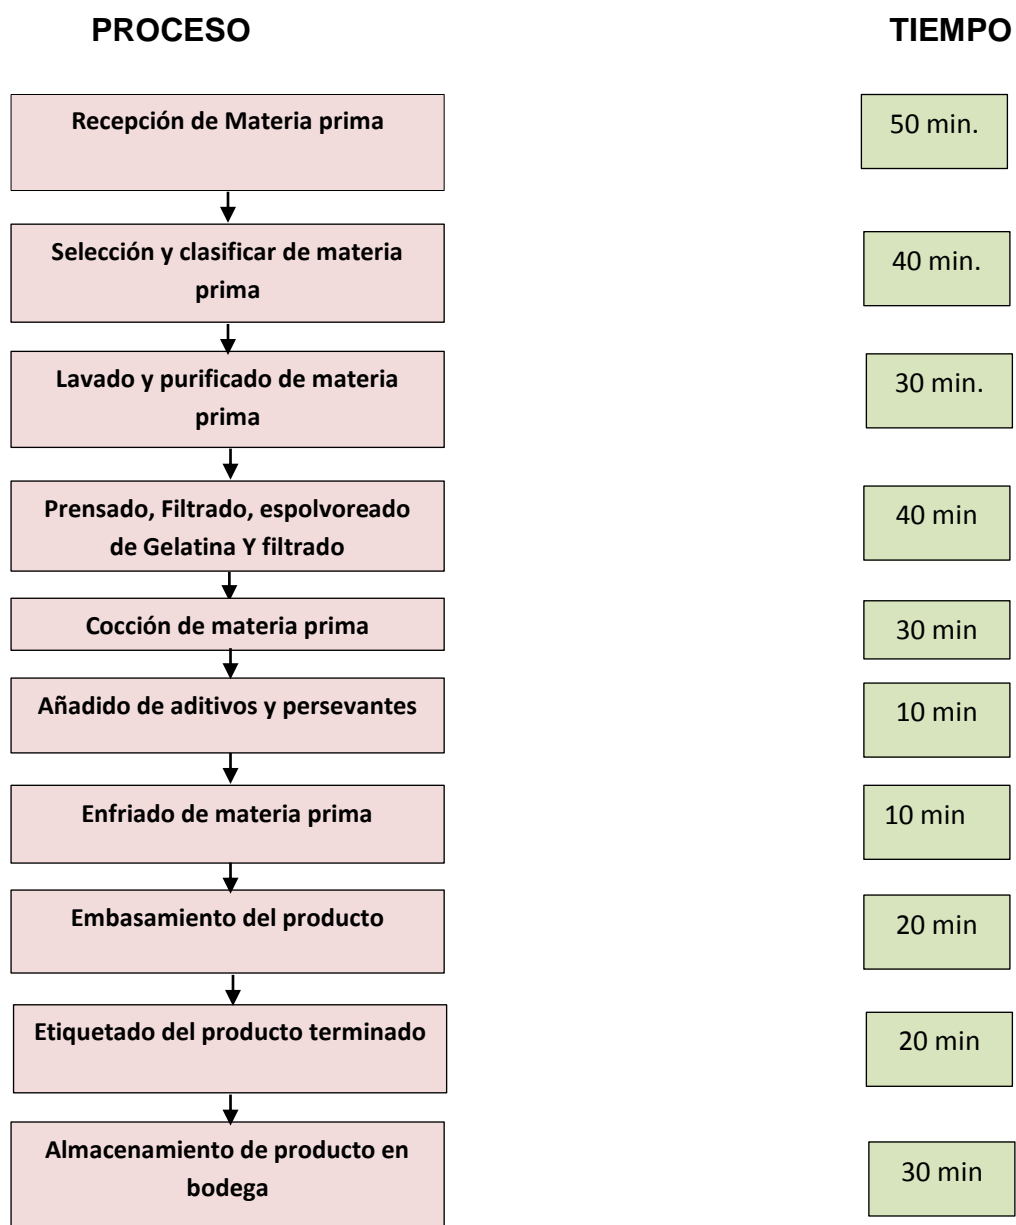 PROCESO
TIEMPO
Recepción de Materia prima
50 min.
Selección y clasificar de materia
prima
40 min.
Lavado y purificado de materia
prima
30 min.
Prensado, Filtrado, espolvoreado
de Gelatina Y filtrado
40 min
Cocción de materia prima
30 min
Añadido de aditivos y persevantes
10 min
Enfriado de materia prima
10 min
Embasamiento del producto
20 min
Etiquetado del producto terminado
20 min
Almacenamiento de producto en
bodega
30 min